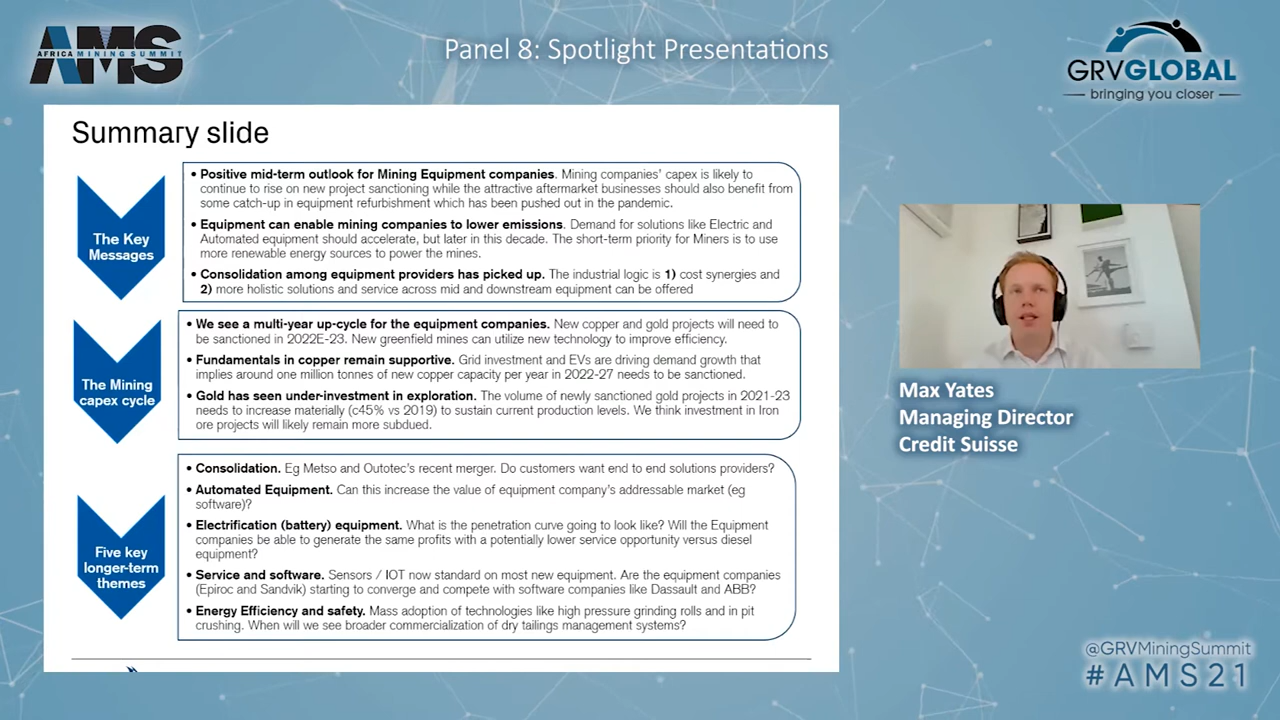 AMS
AFRICA MINING SUMMIT
Panel 8: Spotlight Presentations
GRVGLOBAL
bringing you closer
Summary slide
The Key
Messages
• Positive mid-term outlook for Mining Equipment companies. Mining companies' capex is likely to
continue to rise on new project sanctioning while the attractive aftermarket businesses should also benefit from
some catch-up in equipment refurbishment which has been pushed out in the pandemic.
• Equipment can enable mining companies to lower emissions. Demand for solutions like Electric and
Automated equipment should accelerate, but later in this decade. The short-term priority for Miners is to use
more renewable energy sources to power the mines.
• Consolidation among equipment providers has picked up. The industrial logic is 1) cost synergies and
2) more holistic solutions and service across mid and downstream equipment can be offered
The Mining
capex cycle
• We see a multi-year up-cycle for the equipment companies. New copper and gold projects will need to
be sanctioned in 2022E-23. New greenfield mines can utilize new technology to improve efficiency.
• Fundamentals in copper remain supportive. Grid investment and EVs are driving demand growth that
implies around one million tonnes of new copper capacity per year in 2022-27 needs to be sanctioned.
• Gold has seen under-investment in exploration. The volume of newly sanctioned gold projects in 2021-23
needs to increase materially (c45% vs 2019) to sustain current production levels. We think investment in Iron
ore projects will likely remain more subdued.
Five key
longer-term
themes
• Consolidation. Eg Metso and Outotec's recent merger. Do customers want end to end solutions providers?
• Automated Equipment. Can this increase the value of equipment company's addressable market (eg
software)?
• Electrification (battery) equipment. What is the penetration curve going to look like? Will the Equipment
companies be able to generate the same profits with a potentially lower service opportunity versus diesel
equipment?
• Service and software. Sensors / IOT now standard on most new equipment. Are the equipment companies
(Epiroc and Sandvik) starting to converge and compete with software companies like Dassault and ABB?
• Energy Efficiency and safety. Mass adoption of technologies like high pressure grinding rolls and in pit
crushing. When will we see broader commercialization of dry tailings management systems?
Max Yates
Managing Director
Credit Suisse
@GRVMiningSummit
#AMS21